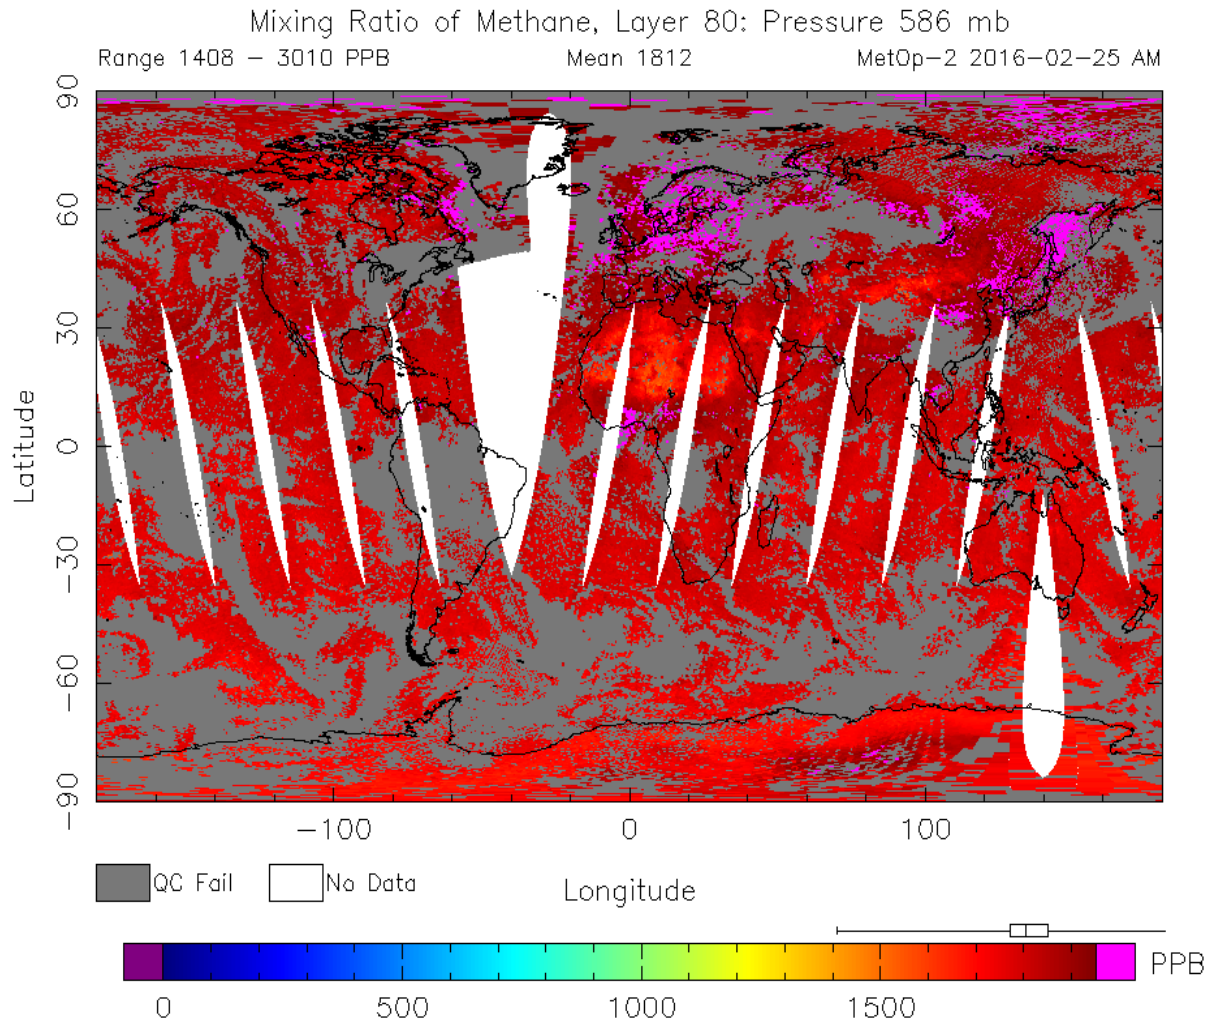 Mixing Ratio of Methane, Layer 80: Pressure 586 mb
Range 1408 – 3010 PPB Mean 1812 MetOp–2 2016–02–25 AM
90
60
30
0
−30
−60
−90
Latitude
−100 0 100
Longitude
QC Fail No Data
PPB
0 500 1000 1500